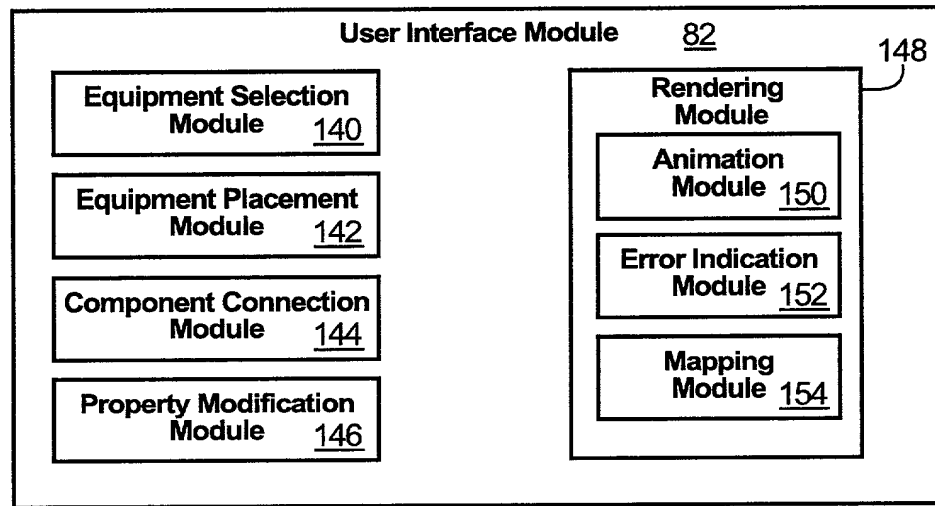 User Interface Module 82
148
Equipment Selection
Module 140
Equipment Placement
Module 142
Component Connection
Module 144
Property Modification
Module 146
Rendering
Module
Animation
Module 150
Error Indication
Module 152
Mapping
Module 154